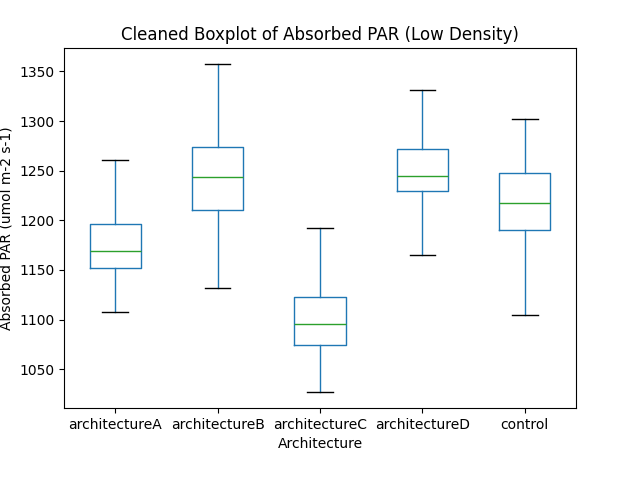 Cleaned Boxplot of Absorbed PAR (Low Density)
Absorbed PAR (umol m-2 s-1)
1350
1300
1250
1200
1150
1100
1050
architectureA architectureB architectureC architectureD control
Architecture